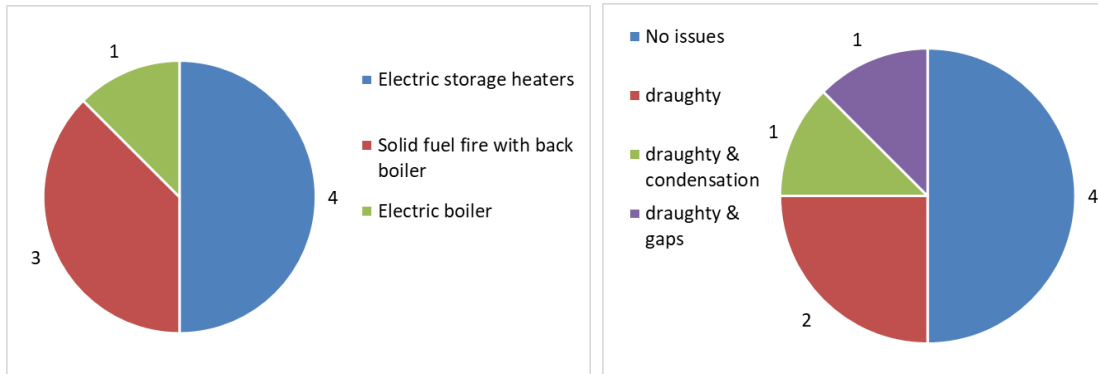 1
Electric storage heaters
Solid fuel fire with back
boiler
Electric boiler
4
3
No issues
draughty
draughty &
condensation
draughty &
gaps
1
1
4
2